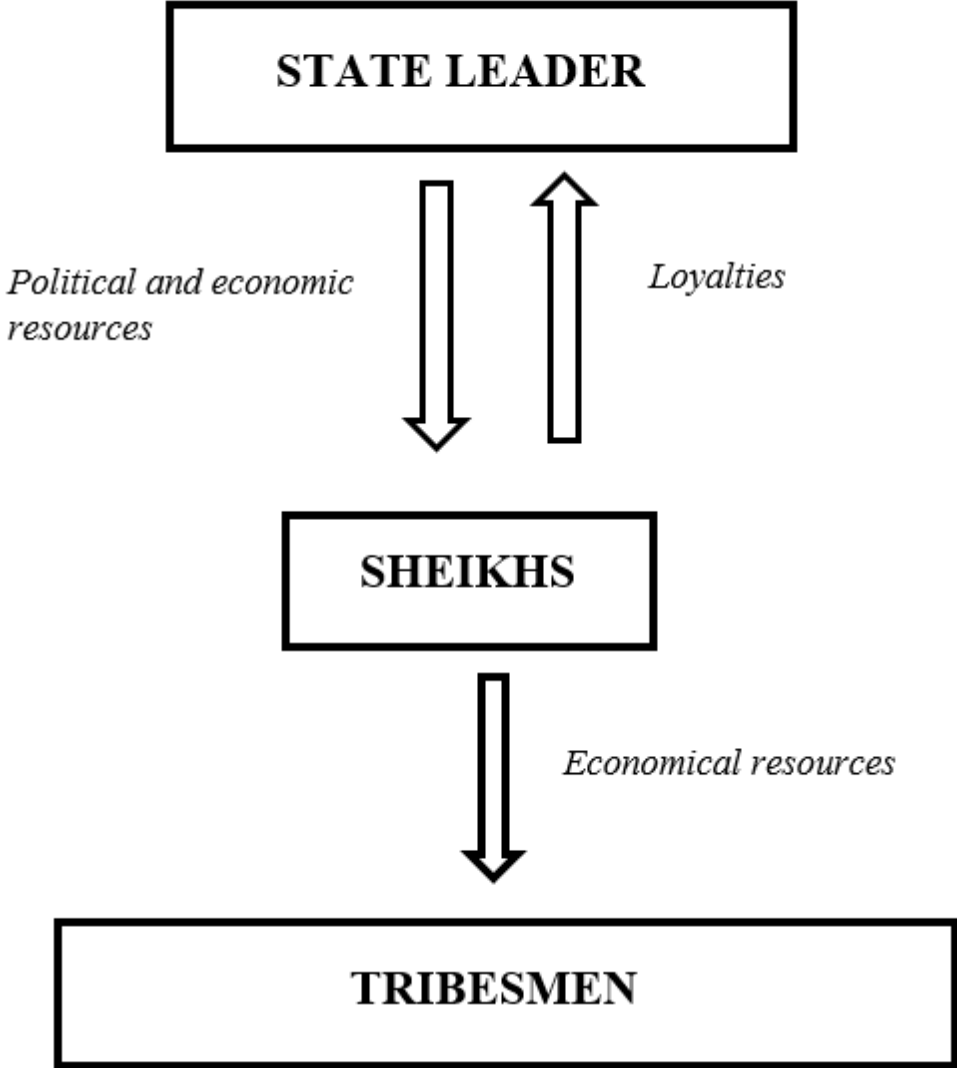 STATE LEADER
Political and economic
resources
Loyalties
SHEIKHS
Economical resources
TRIBESMEN